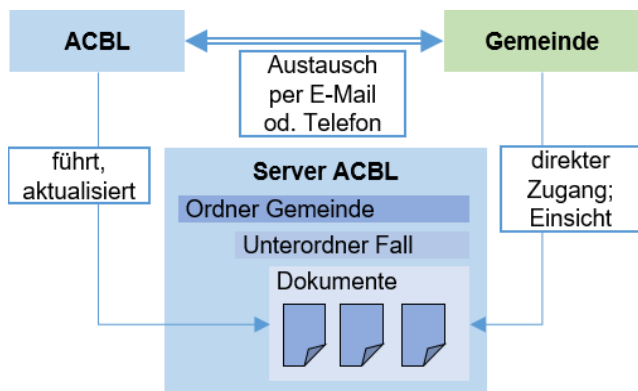 ACBL
Gemeinde
Austausch
per E-Mail
od. Telefon
führt,
aktualisiert
direkter
Zugang;
Einsicht
Server ACBL
Ordner Gemeinde
Unterordner Fall
Dokumente